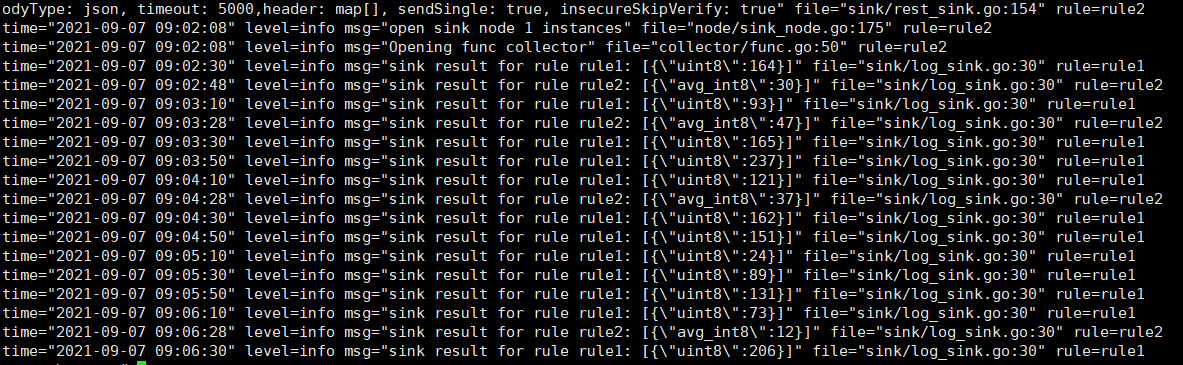 odyType: json, timeout: 5000,header: map[], sendSingle: true, insecureSkipVerify: true" file="sink/rest_sink.go:154" rule=rule2
time="2021-09-07 09:02:08" level=info msg="open sink node 1 instances" file="node/sink_node.go:175" rule=rule2
time="2021-09-07 09:02:08" level=info msg="Opening func collector" file="collector/func.go:50" rule=rule2
time="2021-09-07 09:02:30" level=info msg="sink result for rule rule1: [{\"uint8\":164}]" file="sink/log_sink.go:30" rule=rule1
time="2021-09-07 09:02:48" level=info msg="sink result for rule rule2: [{\"avg_int8\":30}]" file="sink/log_sink.go:30" rule=rule2
time="2021-09-07 09:03:10" level=info msg="sink result for rule rule1: [{\"uint8\":93}]" file="sink/log_sink.go:30" rule=rule1
time="2021-09-07 09:03:28" level=info msg="sink result for rule rule2: [{\"avg_int8\":47}]" file="sink/log_sink.go:30" rule=rule2
time="2021-09-07 09:03:30" level=info msg="sink result for rule rule1: [{\"uint8\":165}]" file="sink/log_sink.go:30" rule=rule1
time="2021-09-07 09:03:50" level=info msg="sink result for rule rule1: [{\"uint8\":237}]" file="sink/log_sink.go:30" rule=rule1
time="2021-09-07 09:04:10" level=info msg="sink result for rule rule1: [{\"uint8\":121}]" file="sink/log_sink.go:30" rule=rule1
time="2021-09-07 09:04:28" level=info msg="sink result for rule rule2: [{\"avg_int8\":37}]" file="sink/log_sink.go:30" rule=rule2
time="2021-09-07 09:04:30" level=info msg="sink result for rule rule1: [{\"uint8\":162}]" file="sink/log_sink.go:30" rule=rule1
time="2021-09-07 09:04:50" level=info msg="sink result for rule rule1: [{\"uint8\":151}]" file="sink/log_sink.go:30" rule=rule1
time="2021-09-07 09:05:10" level=info msg="sink result for rule rule1: [{\"uint8\":24}]" file="sink/log_sink.go:30" rule=rule1
time="2021-09-07 09:05:30" level=info msg="sink result for rule rule1: [{\"uint8\":89}]" file="sink/log_sink.go:30" rule=rule1
time="2021-09-07 09:05:50" level=info msg="sink result for rule rule1: [{\"uint8\":131}]" file="sink/log_sink.go:30" rule=rule1
time="2021-09-07 09:06:10" level=info msg="sink result for rule rule1: [{\"uint8\":73}]" file="sink/log_sink.go:30" rule=rule1
time="2021-09-07 09:06:28" level=info msg="sink result for rule rule2: [{\"avg_int8\":12}]" file="sink/log_sink.go:30" rule=rule2
time="2021-09-07 09:06:30" level=info msg="sink result for rule rule1: [{\"uint8\":206}]" file="sink/log_sink.go:30" rule=rule1